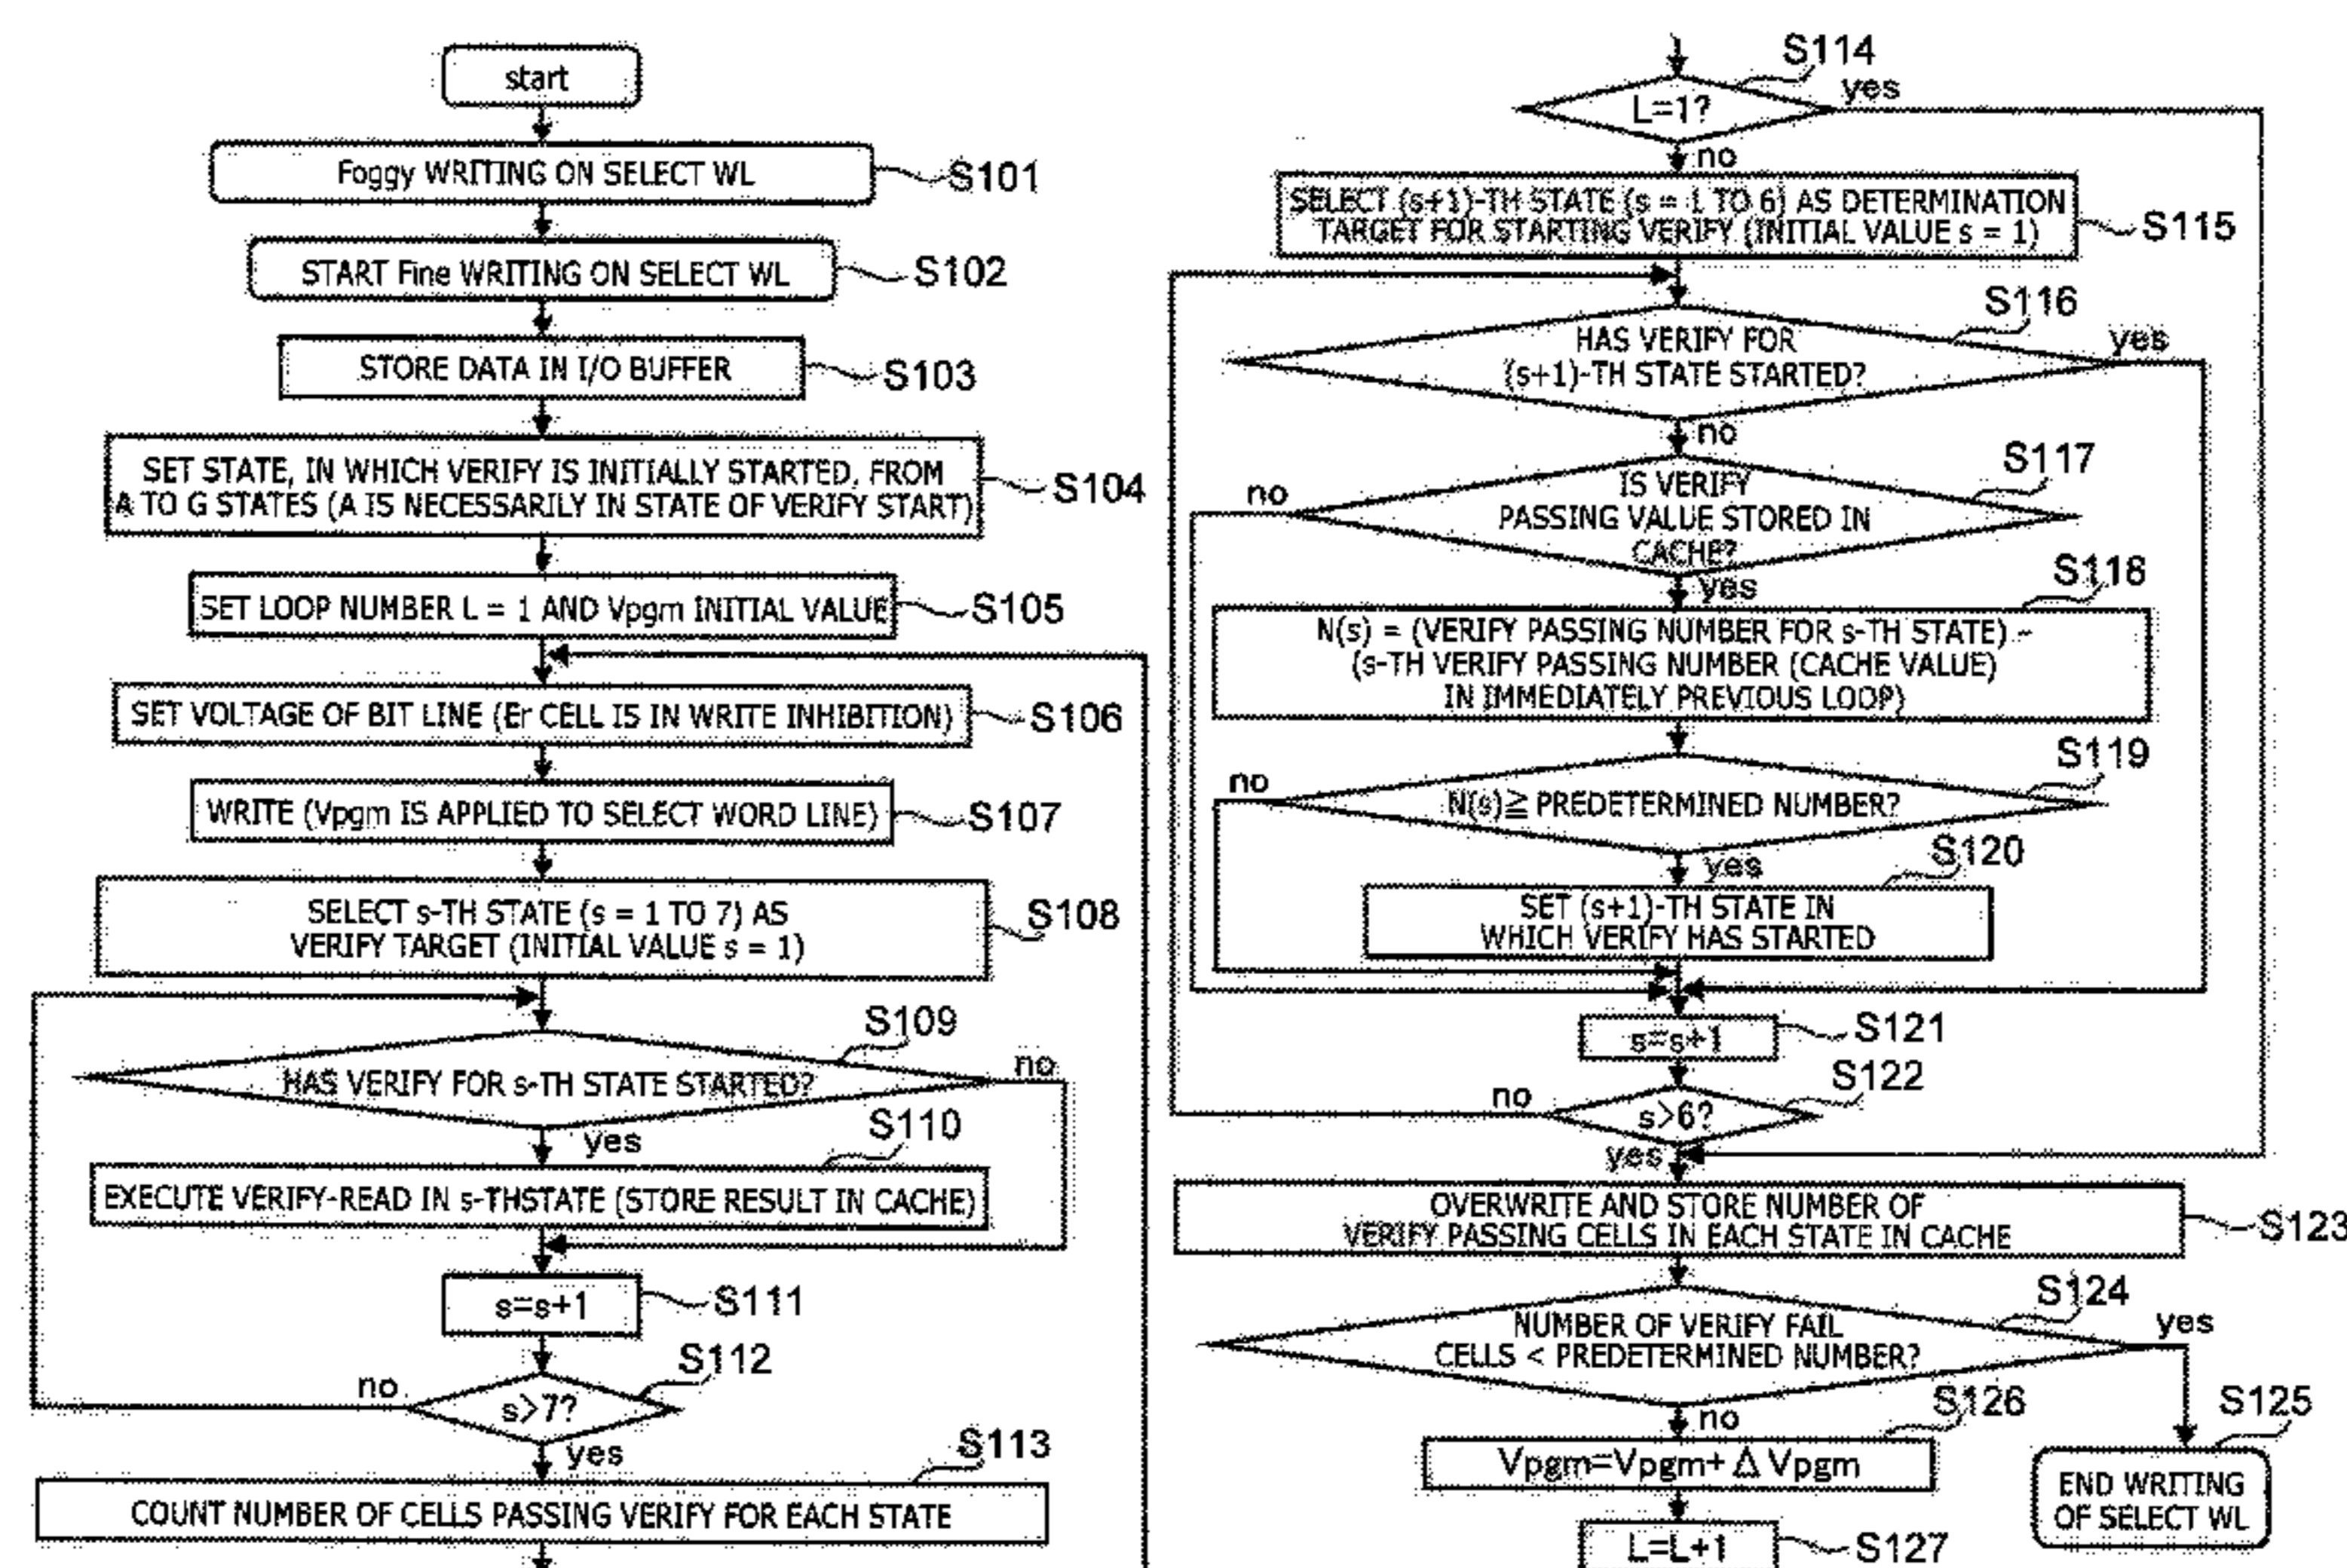 start
Foggy WRITING ON SELECT WL
S101
START Fine WRITING ON SELECT WL
S102
STORE DATA IN I/O BUFFER
S103
SET STATE, IN WHICH VERIFY IS INITIALLY STARTED, FROM
A TO G STATES (A IS NECESSARILY IN STATE OF VERIFY START)
S104
SET LOOP NUMBER L = 1 AND Vpgm INITIAL VALUE
S105
SET VOLTAGE OF BIT LINE (Er CELL IS IN WRITE INHIBITION)
S106
WRITE (Vpgm IS APPLIED TO SELECT WORD LINE)
S107
SELECT s-TH STATE (s = 1 TO 7) AS
VERIFY TARGET (INITIAL VALUE s = 1)
S108
S109
HAS VERIFY FOR s-TH STATE STARTED?
no
yes
S110
EXECUTE VERIFY-READ IN s-THSTATE (STORE RESULT IN CACHE)
s=s+1
S111
S112
no
s>7?
yes
S113
COUNT NUMBER OF CELLS PASSING VERIFY FOR EACH STATE
S114
L=1?
yes
no
SELECT (s+1)-TH STATE (s = 1 TO 6) AS DETERMINATION
TARGET FOR STARTING VERIFY (INITIAL VALUE s = 1)
S115
S116
HAS VERIFY FOR
(s+1)-TH STATE STARTED?
yes
no
S117
no
IS VERIFY
PASSING VALUE STORED IN
CACHE?
yes
S118
N(s) = (VERIFY PASSING NUMBER FOR s-TH STATE) -
(s-TH VERIFY PASSING NUMBER (CACHE VALUE)
IN IMMEDIATELY PREVIOUS LOOP)
S119
no
N(s)≧PREDETERMINED NUMBER?
yes
S120
SET (s+1)-TH STATE IN
WHICH VERIFY HAS STARTED
s=s+1
S121
S122
no
s>6?
yes
OVERWRITE AND STORE NUMBER OF
VERIFY PASSING CELLS IN EACH STATE IN CACHE
S123
S124
NUMBER OF VERIFY FAIL
CELLS < PREDETERMINED NUMBER?
yes
no
S126
Vpgm=Vpgm+ Δ Vpgm
S125
END WRITING
OF SELECT WL
L=L+1
S127